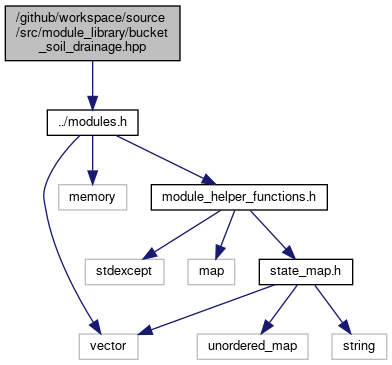 /github/workspace/source
/src/module_library/bucket
_soil_drainage.hpp
../modules.h
memory
module_helper_functions.h
stdexcept
map
state_map.h
vector
unordered_map
string